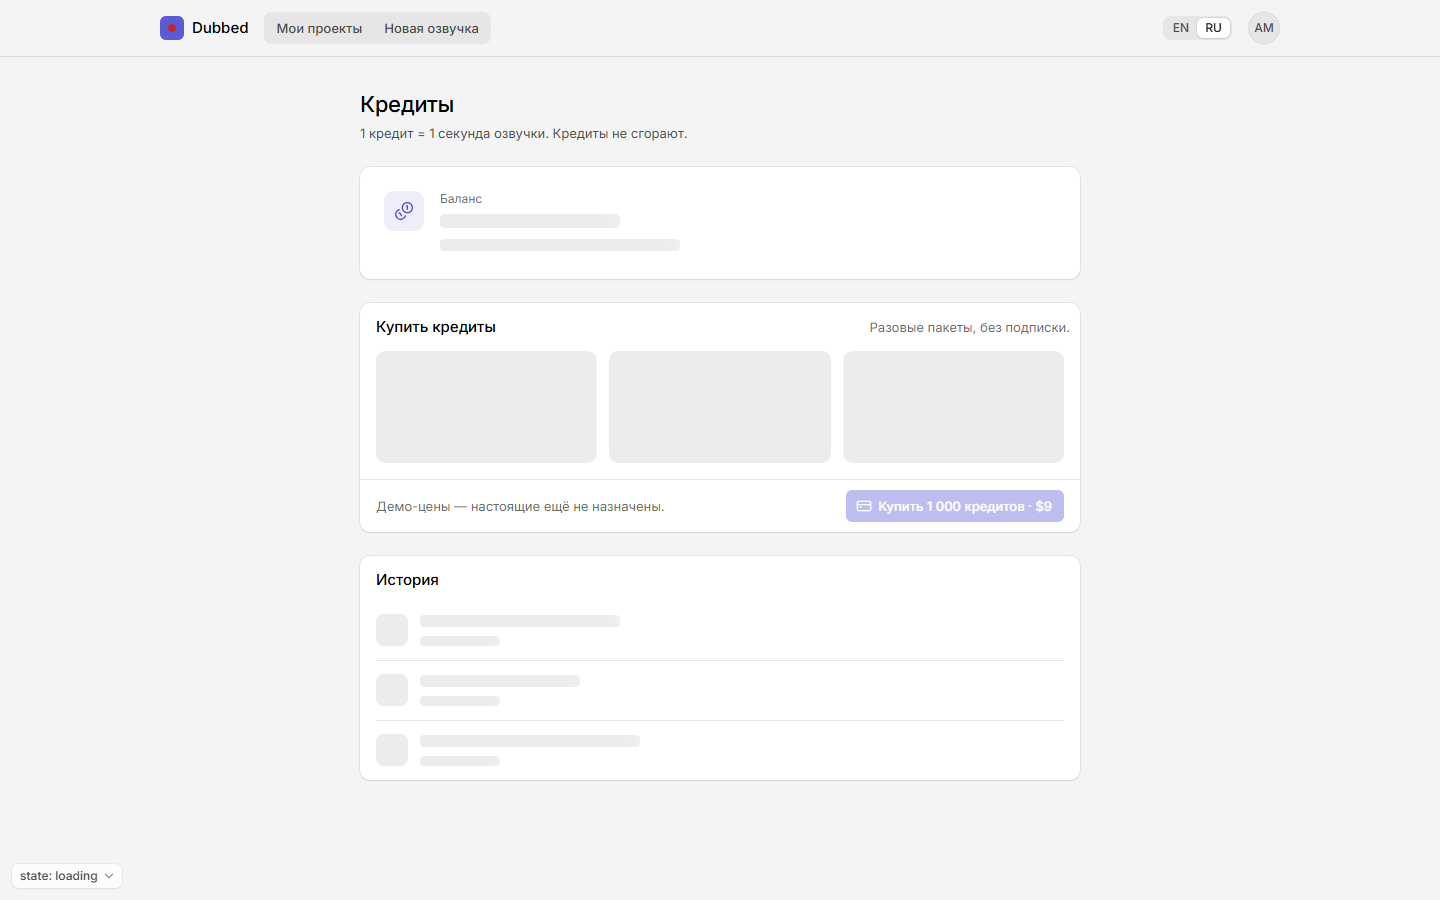 Dubbed
Мои проекты
Новая озвучка
EN
RU
AM
Кредиты
1 кредит = 1 секунда озвучки. Кредиты не сгорают.
Баланс
Купить кредиты
Разовые пакеты, без подписки.
Демо-цены — настоящие ещё не назначены.
Купить 1 000 кредитов · $9
История
state: loading